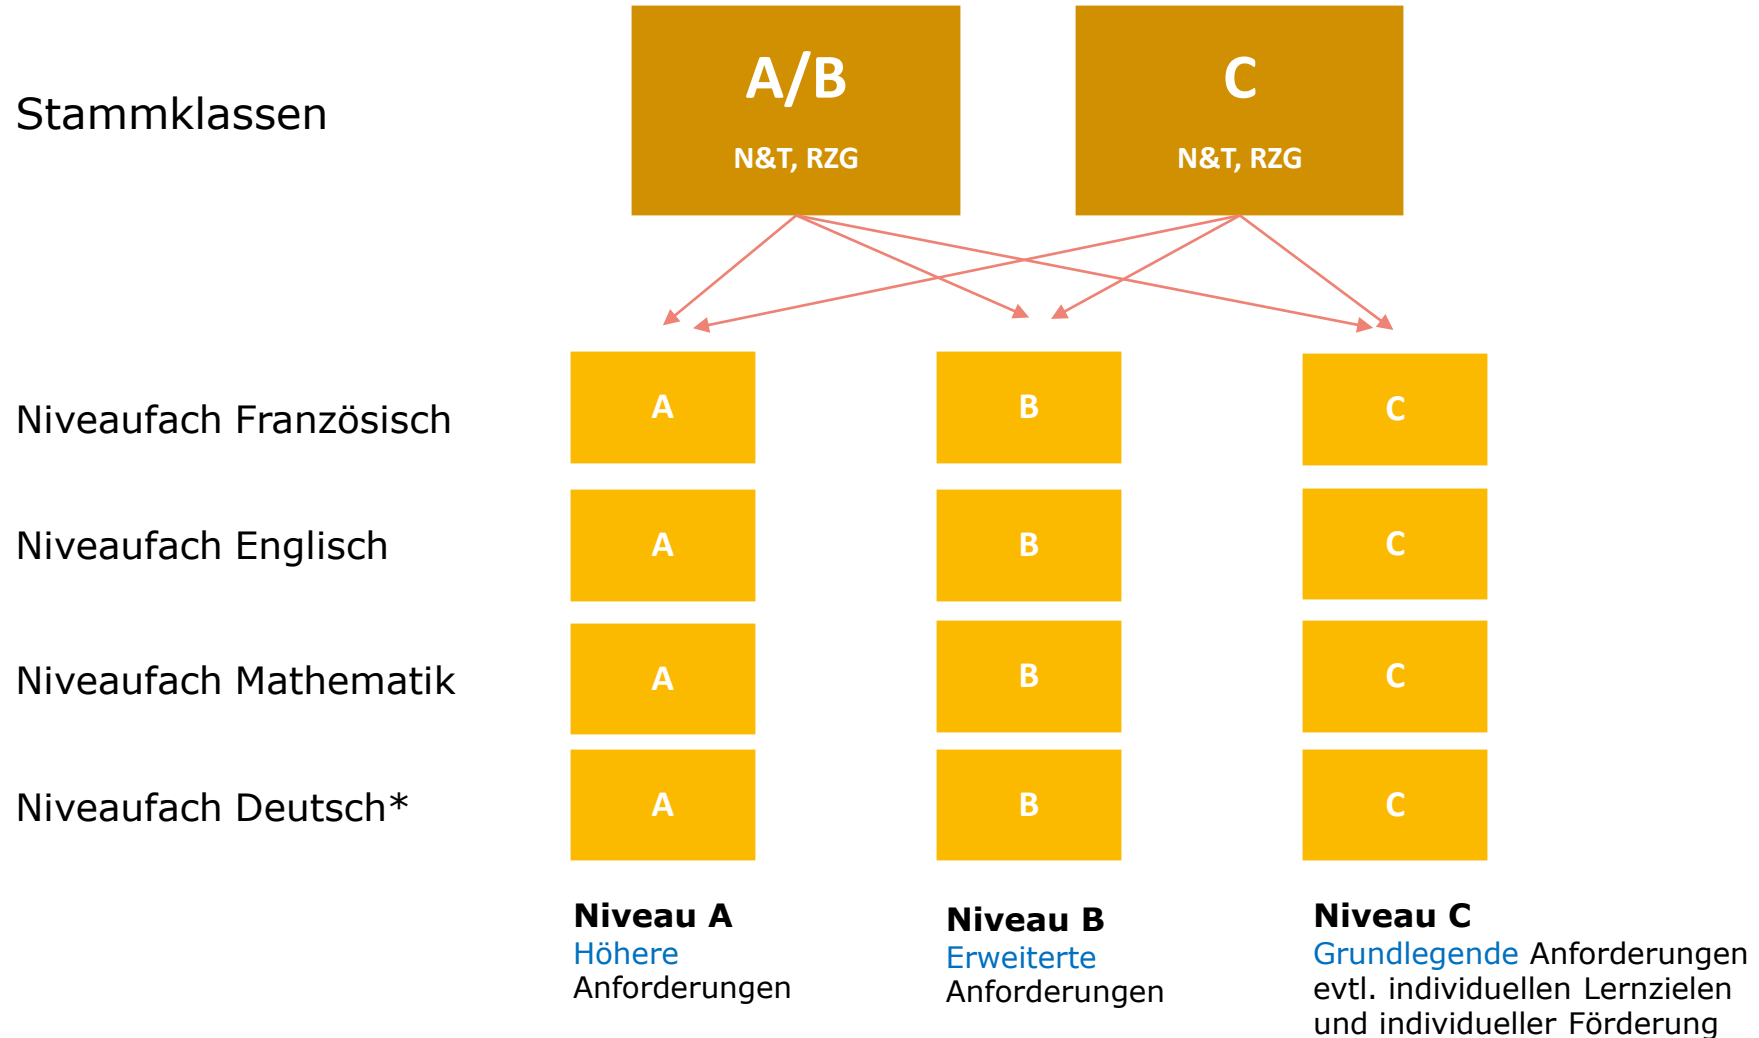 Stammklassen
A/B
N&T, RZG
C
N&T, RZG
Niveaufach Französisch
A
B
C
Niveaufach Englisch
A
B
C
Niveaufach Mathematik
A
B
C
Niveaufach Deutsch*
A
B
C
Niveau A
Höhere
Anforderungen
Niveau B
Erweiterte
Anforderungen
Niveau C
Grundlegende Anforderungen
evtl. individuellen Lernzielen
und individueller Förderung